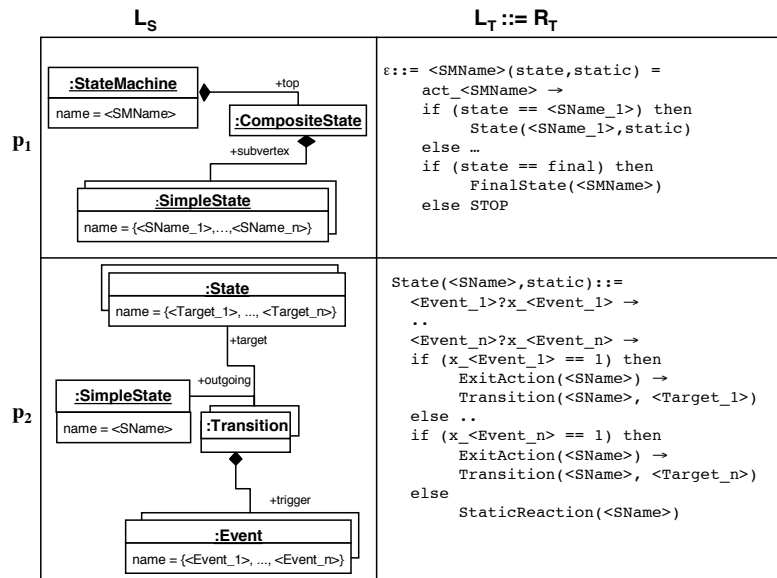 L_S
L_T ::= R_T
p_1
:StateMachine
name = <SMName>
+top
:CompositeState
+subvertex
:SimpleState
name = {<SName_1>,...,<SName_n>}
ε::= <SMName>(state,static) =
act_<SMName> →
if (state == <SName_1>) then
State(<SName_1>,static)
else …
if (state == final) then
FinalState(<SMName>)
else STOP
p_2
:State
name = {<Target_1>, ..., <Target_n>}
+target
+outgoing
:SimpleState
name = <SName>
:Transition
+trigger
:Event
name = {<Event_1>, ..., <Event_n>}
State(<SName>,static)::=
<Event_1>?x_<Event_1> →
..
<Event_n>?x_<Event_n> →
if (x_<Event_1> == 1) then
ExitAction(<SName>) →
Transition(<SName>, <Target_1>)
else ..
if (x_<Event_n> == 1) then
ExitAction(<SName>) →
Transition(<SName>, <Target_n>)
else
StaticReaction(<SName>)